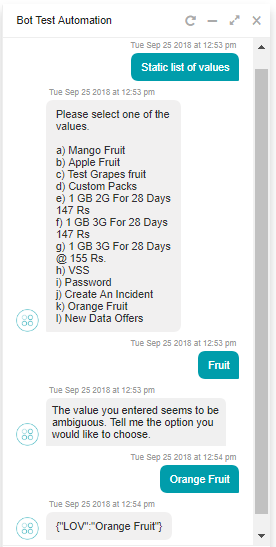 Bot Test Automation
Tue Sep 25 2018 at 12:53 pm
Static list of values
Tue Sep 25 2018 at 12:53 pm
Please select one of the
values.
a) Mango Fruit
b) Apple Fruit
c) Test Grapes fruit
d) Custom Packs
e) 1 GB 2G For 28 Days
147 Rs
f) 1 GB 3G For 28 Days
147 Rs
g) 1 GB 3G For 28 Days
@ 155 Rs.
h) VSS
i) Password
j) Create An Incident
k) Orange Fruit
l) New Data Offers
Tue Sep 25 2018 at 12:53 pm
Fruit
Tue Sep 25 2018 at 12:53 pm
The value you entered seems to be
ambiguous. Tell me the option you
would like to choose.
Tue Sep 25 2018 at 12:54 pm
Orange Fruit
Tue Sep 25 2018 at 12:54 pm
{"LOV":"Orange Fruit"}